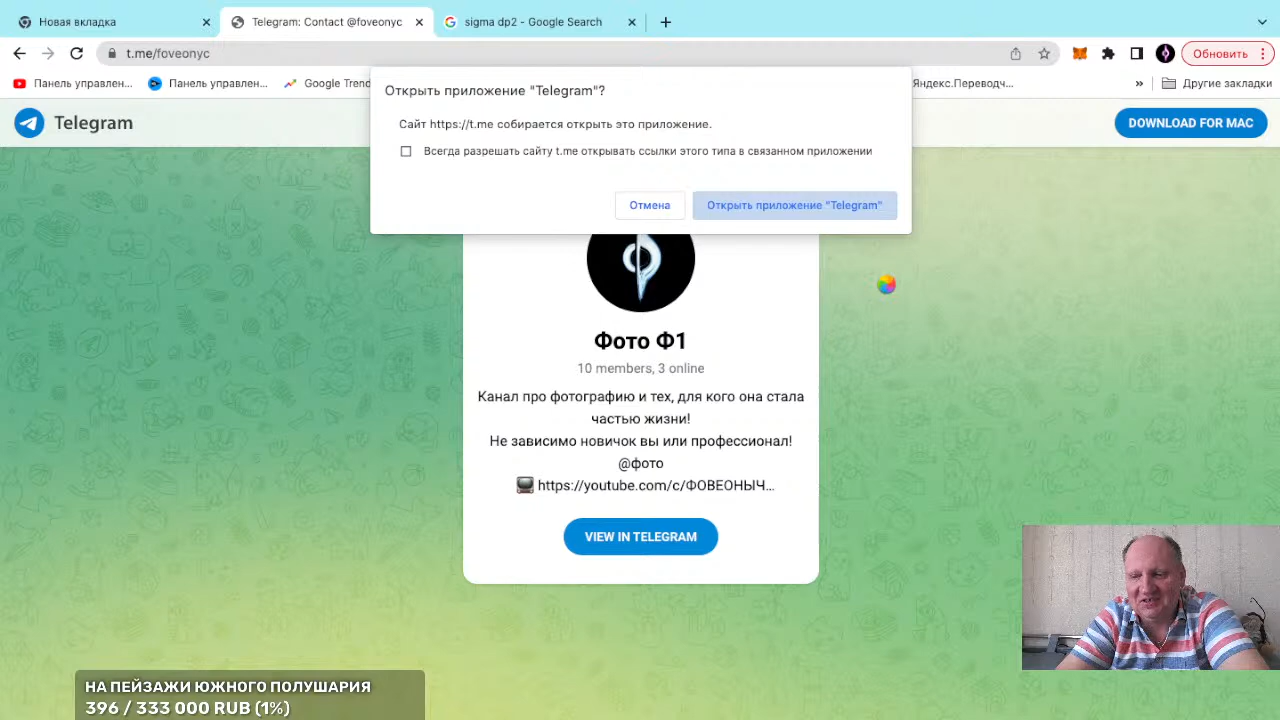 Новая вкладка
Telegram: Contact @foveonyc
sigma dp2 - Google Search
t.me/foveonyc
Обновить
Панель управлен...
Панель управлен...
Google Trend
Яндекс.Переводч...
»
Другие закладки
Открыть приложение "Telegram"?
Сайт https://t.me собирается открыть это приложение.
Всегда разрешать сайту t.me открывать ссылки этого типа в связанном приложении
Отмена
Открыть приложение "Telegram"
Telegram
DOWNLOAD FOR MAC
Фото Ф1
10 members, 3 online
Канал про фотографию и тех, для кого она стала
частью жизни!
Не зависимо новичок вы или профессионал!
@фото
https://youtube.com/c/ФОВЕОНЫЧ...
VIEW IN TELEGRAM
НА ПЕЙЗАЖИ ЮЖНОГО ПОЛУШАРИЯ
396 / 333 000 RUB (1%)